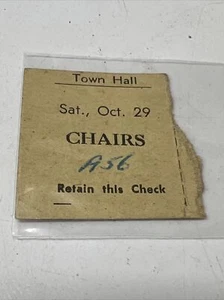 Town Hall
Sat., Oct. 29
CHAIRS
A56
Retain this Check